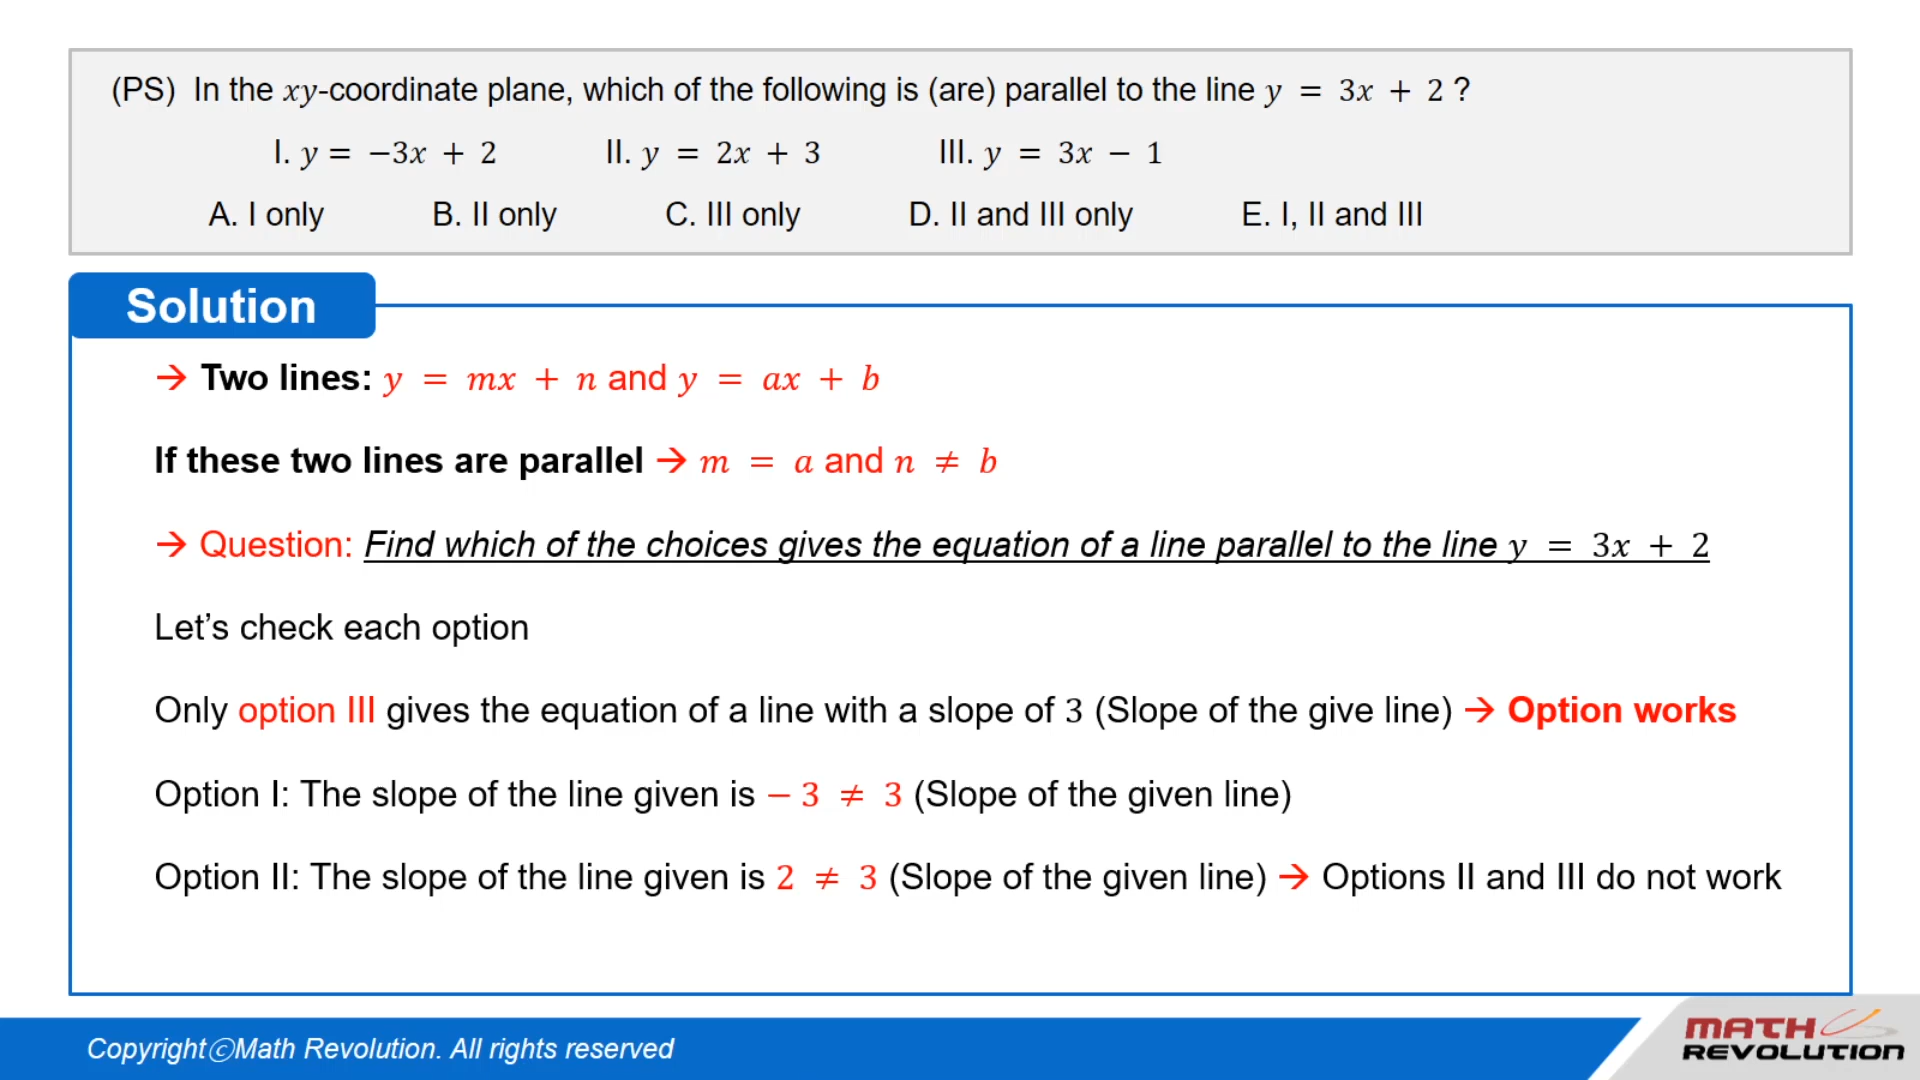 (PS) In the xy-coordinate plane, which of the following is (are) parallel to the line y = 3x + 2 ?
I. y = −3x + 2 II. y = 2x + 3 III. y = 3x − 1
A. I only B. II only C. III only D. II and III only E. I, II and III
Solution
→ Two lines: y = mx + n and y = ax + b
If these two lines are parallel → m = a and n ≠ b
→ Question: Find which of the choices gives the equation of a line parallel to the line y = 3x + 2
Let’s check each option
Only option III gives the equation of a line with a slope of 3 (Slope of the give line) → Option works
Option I: The slope of the line given is − 3 ≠ 3 (Slope of the given line)
Option II: The slope of the line given is 2 ≠ 3 (Slope of the given line) → Options II and III do not work
CopyrightⓒMath Revolution. All rights reserved
MATH
REVOLUTION